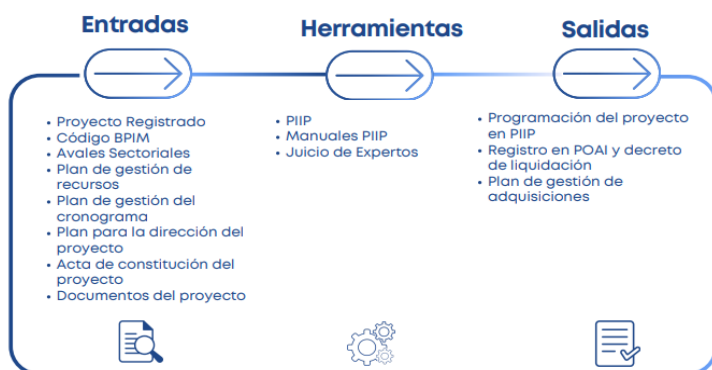 Entradas
• Proyecto Registrado
• Código BPIM
• Avales Sectoriales
• Plan de gestión de
recursos
• Plan de gestión del
cronograma
• Plan para la dirección del
proyecto
• Acta de constitución del
proyecto
• Documentos del proyecto
Herramientas
• PIIP
• Manuales PIIP
• Juicio de Expertos
Salidas
• Programación del proyecto
en PIIP
• Registro en POAI y decreto
de liquidación
• Plan de gestión de
adquisiciones